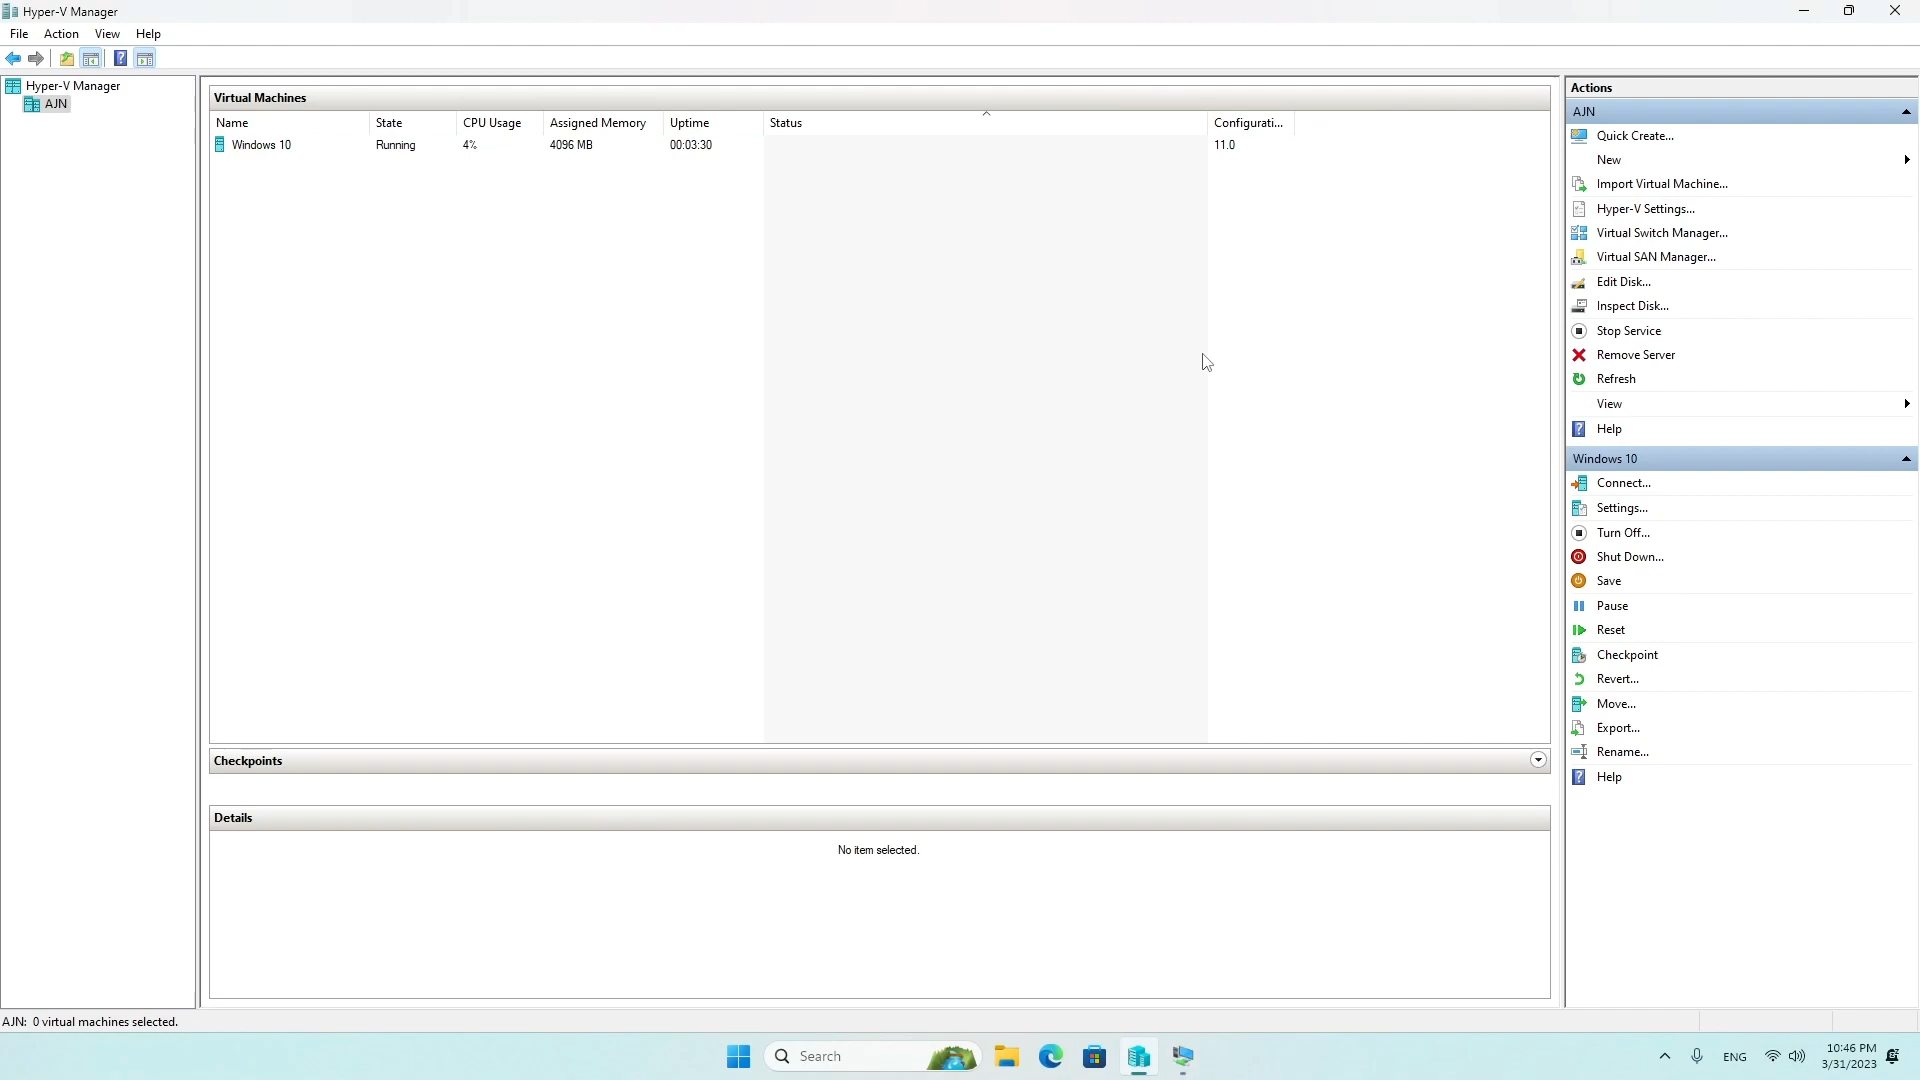 Hyper-V Manager
File Action View Help
Hyper-V Manager
AJN
Virtual Machines
Name State CPU Usage Assigned Memory Uptime Status Configurati...
Windows 10 Running 4% 4096 MB 00:03:30 11.0
Checkpoints
Details
No item selected.
Actions
AJN
Quick Create...
New
Import Virtual Machine...
Hyper-V Settings...
Virtual Switch Manager...
Virtual SAN Manager...
Edit Disk...
Inspect Disk...
Stop Service
Remove Server
Refresh
View
Help
Windows 10
Connect...
Settings...
Turn Off...
Shut Down...
Save
Pause
Reset
Checkpoint
Revert...
Move...
Export...
Rename...
Help
AJN: 0 virtual machines selected.
Search
ENG
10:46 PM
3/31/2023